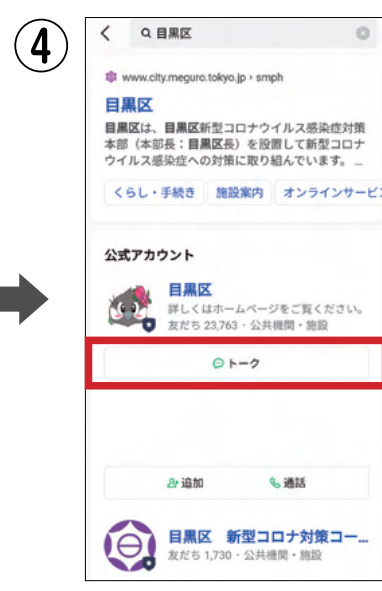 ④
目黒区
www.city.meguro.tokyo.jp › smph
目黒区
目黒区は、目黒区新型コロナウイルス感染症対策
本部（本部長：目黒区長）を設置して新型コロナ
ウイルス感染症への対策に取り組んでいます。 ...
くらし・手続き 施設案内 オンラインサービス
公式アカウント
目黒区
詳しくはホームページをご覧ください。
友だち 23,763・公共機関・施設
トーク
追加 通話
目黒区 新型コロナ対策コー...
友だち 1,730・公共機関・施設